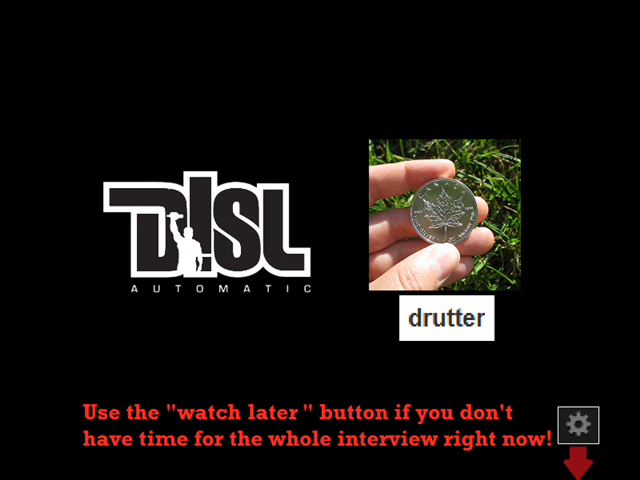 DISL
AUTOMATIC
CANADA
drutter
Use the "watch later " button if you don't
have time for the whole interview right now!